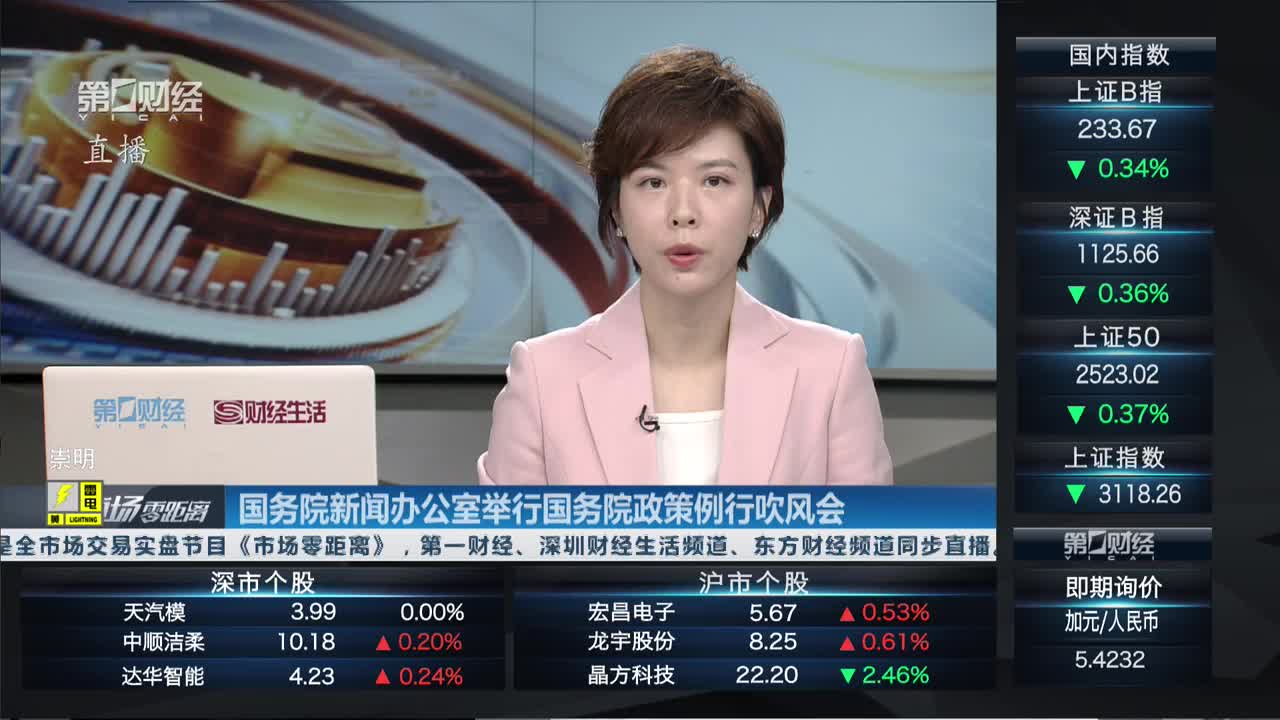 第一财经
YICAI
直播
第一财经
YICAI
财经生活
崇明
雷电
黄 LIGHTNING
市场零距离
国务院新闻办公室举行国务院政策例行吹风会
是全市场交易实盘节目《市场零距离》，第一财经、深圳财经生活频道、东方财经频道同步直播。
深市个股
天汽模 3.99 0.00%
中顺洁柔 10.18 ▲ 0.20%
达华智能 4.23 ▲ 0.24%
沪市个股
宏昌电子 5.67 ▲ 0.53%
龙宇股份 8.25 ▲ 0.61%
晶方科技 22.20 ▼ 2.46%
国内指数
上证B指
233.67
▼ 0.34%
深证B指
1125.66
▼ 0.36%
上证50
2523.02
▼ 0.37%
上证指数
▼ 3118.26
第一财经
YICAI
即期询价
加元/人民币
5.4232